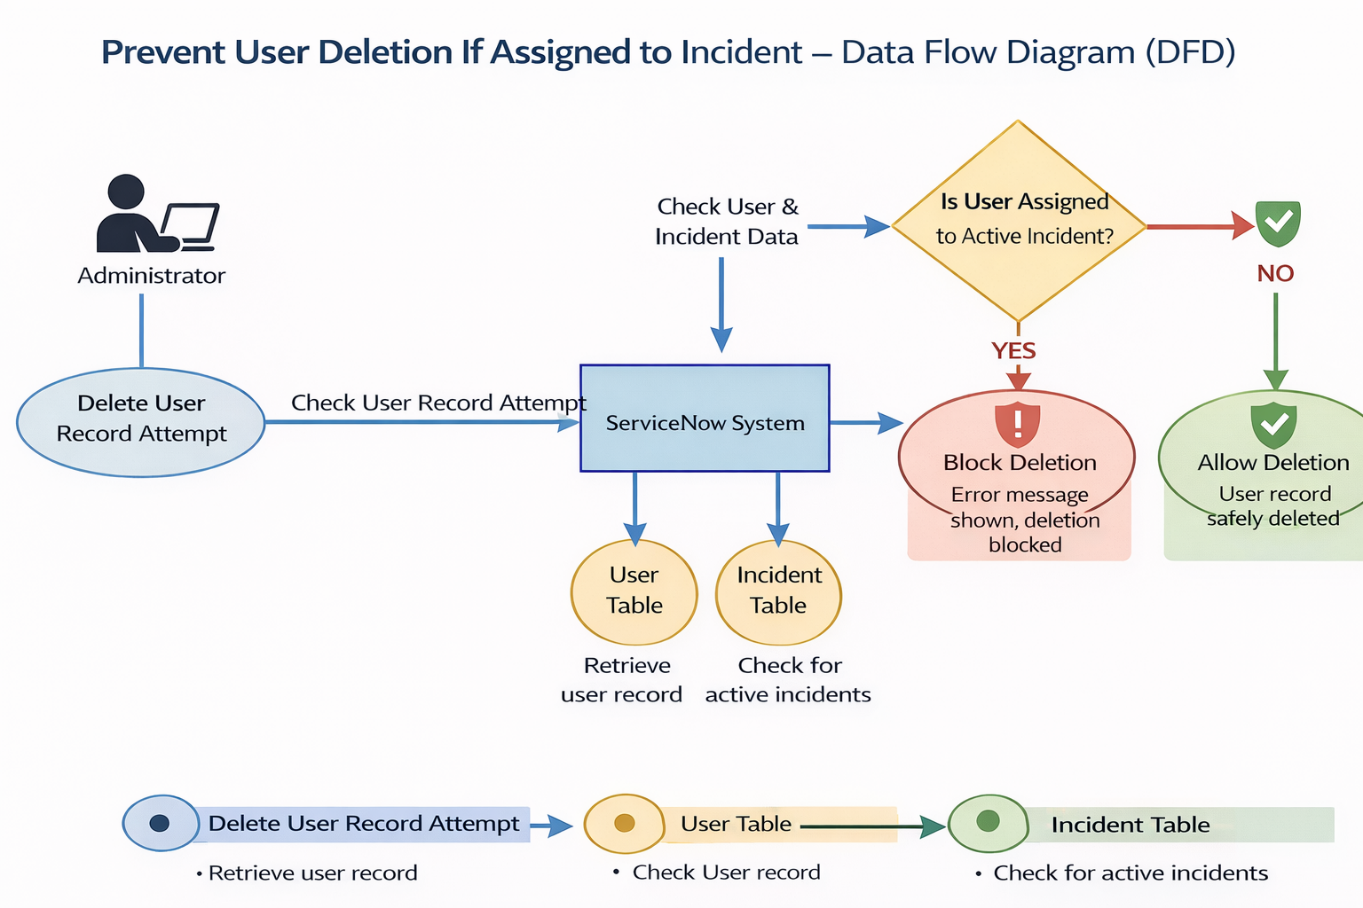 Prevent User Deletion If Assigned to Incident – Data Flow Diagram (DFD)
Administrator
Delete User
Record Attempt
Check User Record Attempt
Check User &
Incident Data
ServiceNow System
Is User Assigned
to Active Incident?
YES
NO
Block Deletion
Error message
shown, deletion
blocked
Allow Deletion
User record
safely deleted
User
Table
Retrieve
user record
Incident
Table
Check for
active incidents
Delete User Record Attempt
• Retrieve user record
User Table
• Check User record
Incident Table
• Check for active incidents